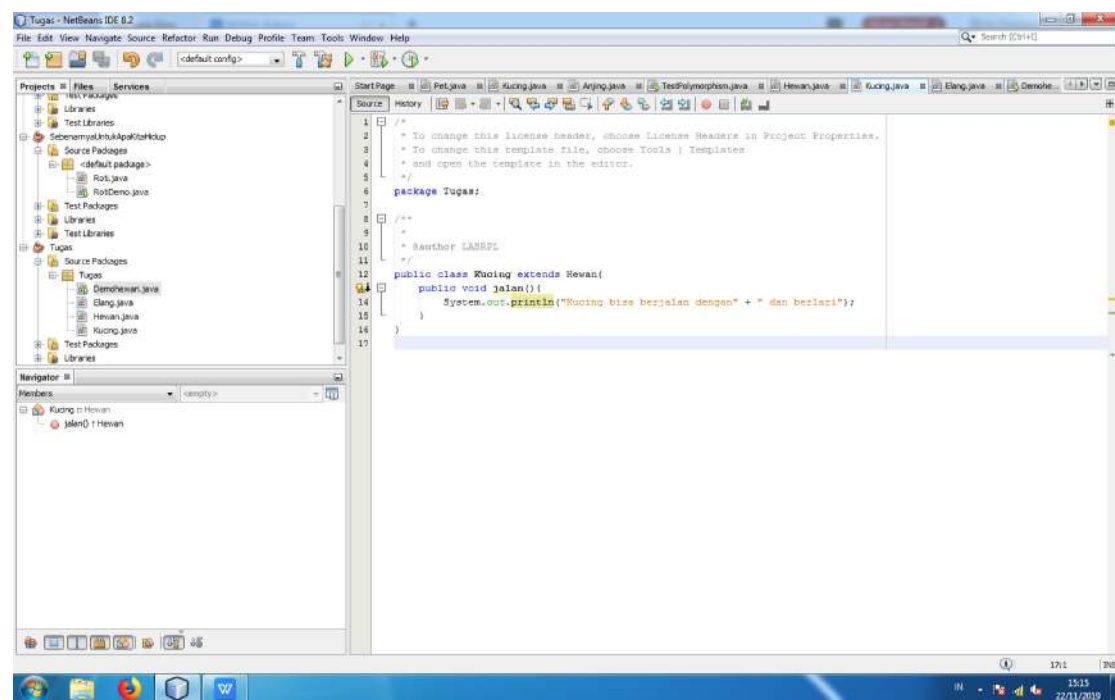 Tugas - NetBeans IDE 8.2
File Edit View Navigate Source Refactor Run Debug Profile Team Tools Window Help
Search (Ctrl+I)
<default config>
Projects Files Services
Start Page Pet.java Kucing.java Anjing.java TestPolymorphism.java Hewan.java Kucing.java Elang.java Demohe...
Source History
Test Packages
Libraries
Test Libraries
SebenarnyaUntukApaKitaHidup
Source Packages
<default package>
Roti.java
RotiDemo.java
Test Packages
Libraries
Test Libraries
Tugas
Source Packages
Tugas
Demohewan.java
Elang.java
Hewan.java
Kucing.java
Test Packages
Libraries
1 /*
2 * To change this license header, choose License Headers in Project Properties.
3 * To change this template file, choose Tools | Templates
4 * and open the template in the editor.
5 */
6 package Tugas;
7
8 /**
9 *
10 * @author LABRPL
11 */
12 public class Kucing extends Hewan{
public void jalan(){
14 System.out.println("Kucing bisa berjalan dengan" + " dan berlari");
15 }
16 }
17
Navigator
Members <empty>
Kucing :: Hewan
jalan() ↑ Hewan
17:1 INS
IN
15:15
22/11/2019